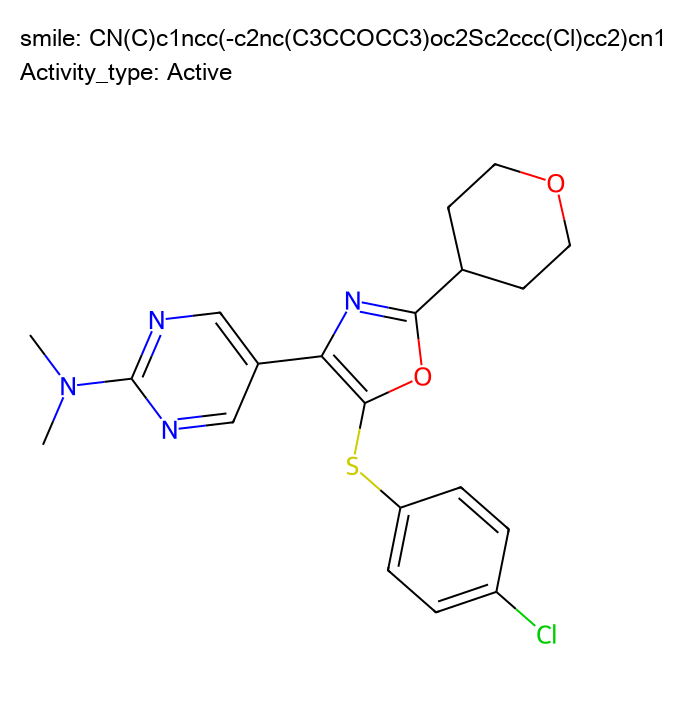 smile: CN(C)c1ncc(-c2nc(C3CCOCC3)oc2Sc2ccc(Cl)cc2)cn1
Activity_type: Active
O
N
N
O
N
N
S
Cl